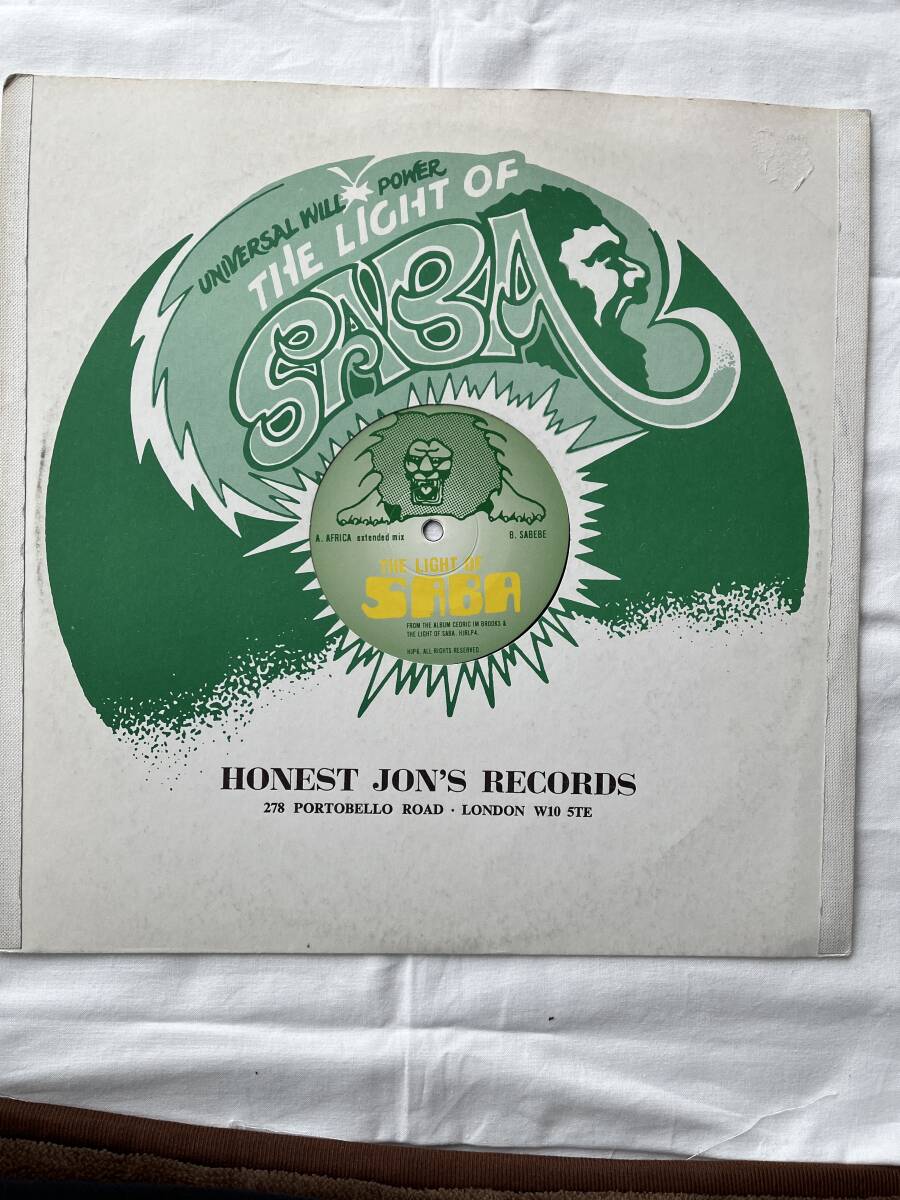 UNIVERSAL WILL POWER
THE LIGHT OF
SABA
A. AFRICA extended mix
B. SABEBE
THE LIGHT OF
SABA
FROM THE ALBUM CEDRIC IM BROOKS &
THE LIGHT OF SABA. HJRLP4.
HJP6. ALL RIGHTS RESERVED.
HONEST JON'S RECORDS
278 PORTOBELLO ROAD · LONDON W10 5TE